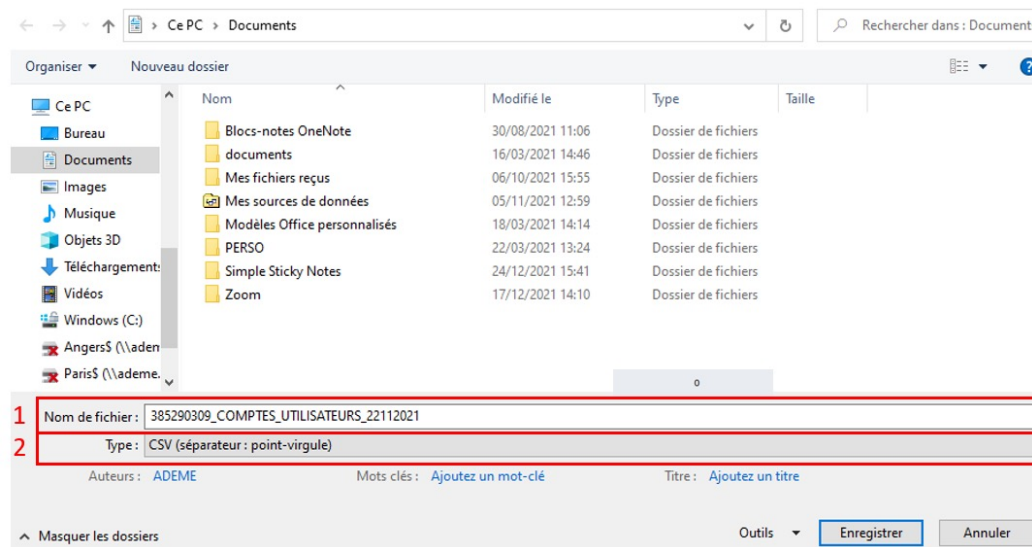 Ce PC > Documents
Rechercher dans : Document
Organiser
Nouveau dossier
?
Nom Modifié le Type Taille
Ce PC
Bureau
Documents
Images
Musique
Objets 3D
Téléchargement
Vidéos
Windows (C:)
Angers$ (\\adem
Paris$ (\\ademe.
Blocs-notes OneNote 30/08/2021 11:06 Dossier de fichiers
documents 16/03/2021 14:46 Dossier de fichiers
Mes fichiers reçus 06/10/2021 15:55 Dossier de fichiers
Mes sources de données 05/11/2021 12:59 Dossier de fichiers
Modèles Office personnalisés 18/03/2021 14:14 Dossier de fichiers
PERSO 22/03/2021 13:24 Dossier de fichiers
Simple Sticky Notes 24/12/2021 15:41 Dossier de fichiers
Zoom 17/12/2021 14:10 Dossier de fichiers
0
1 Nom de fichier : 385290309_COMPTES_UTILISATEURS_22112021
2 Type : CSV (séparateur : point-virgule)
Auteurs : ADEME Mots clés : Ajoutez un mot-clé Titre : Ajoutez un titre
Masquer les dossiers Outils Enregistrer Annuler